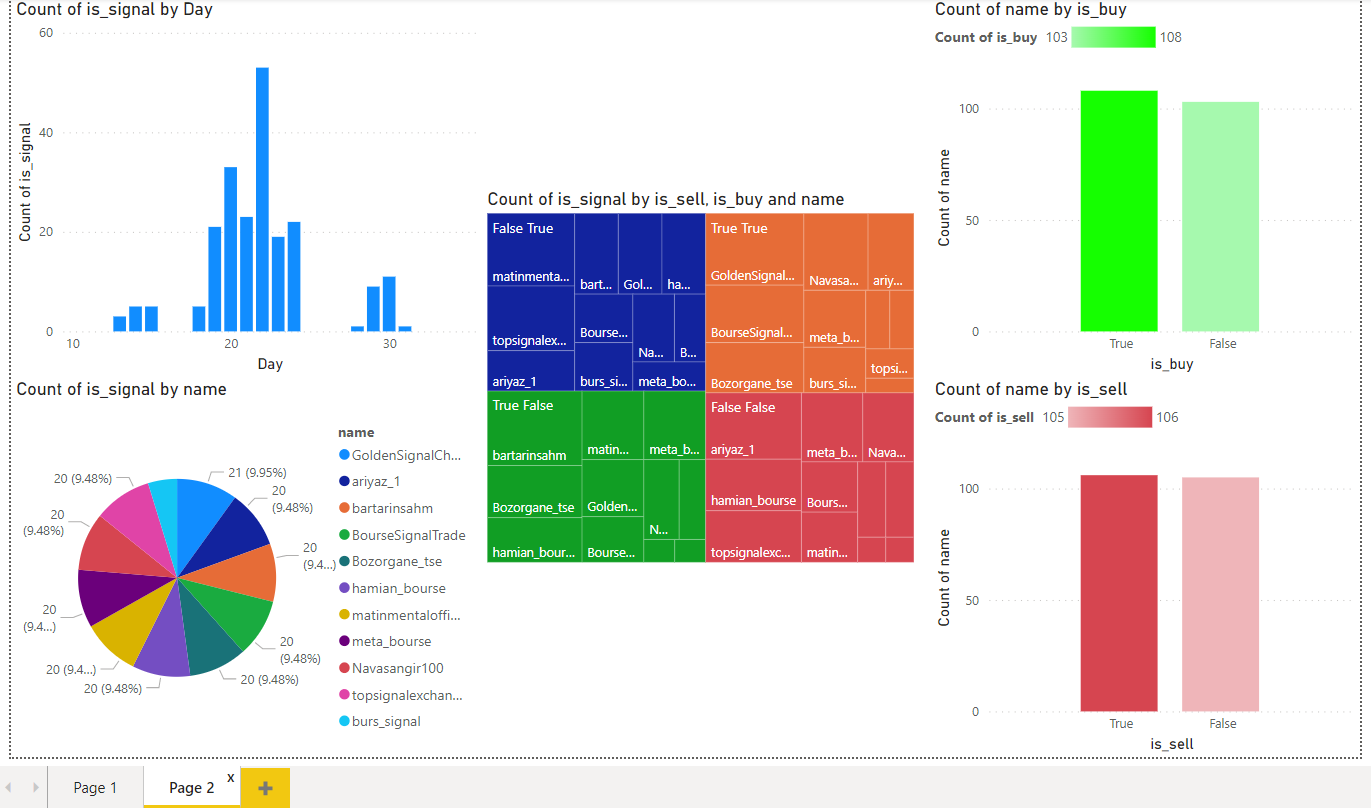 Count of is_signal by Day
60
40
20
0
Count of is_signal
10
20
30
Day
Count of is_signal by name
21 (9.95%)
20
(9.48%)
20
(9.4...)
20
(9.48%)
20 (9.48%)
20 (9.48%)
20 (9.4...)
20
(9.4...)
20
(9.48%)
20 (9.48%)
name
GoldenSignalCh...
ariyaz_1
bartarinsahm
BourseSignalTrade
Bozorgane_tse
hamian_bourse
matinmentaloffi...
meta_bourse
Navasangir100
topsignalexchan...
burs_signal
Count of is_signal by is_sell, is_buy and name
False True
matinmenta...
bart...
Gol...
ha...
topsignalex...
Bourse...
Na...
B...
ariyaz_1
burs_si...
meta_bo...
True True
GoldenSignal...
Navasa...
ariy...
BourseSignal...
meta_b...
topsi...
Bozorgane_tse
burs_si...
True False
bartarinsahm
matin...
meta_b...
Bozorgane_tse
Golden...
N...
hamian_bour...
Bourse...
False False
ariyaz_1
meta_b...
Nava...
hamian_bourse
Bours...
topsignalexc...
matin...
Count of name by is_buy
Count of is_buy 103 108
100
50
0
Count of name
True
False
is_buy
Count of name by is_sell
Count of is_sell 105 106
100
50
0
Count of name
True
False
is_sell
Page 1
Page 2
x
+